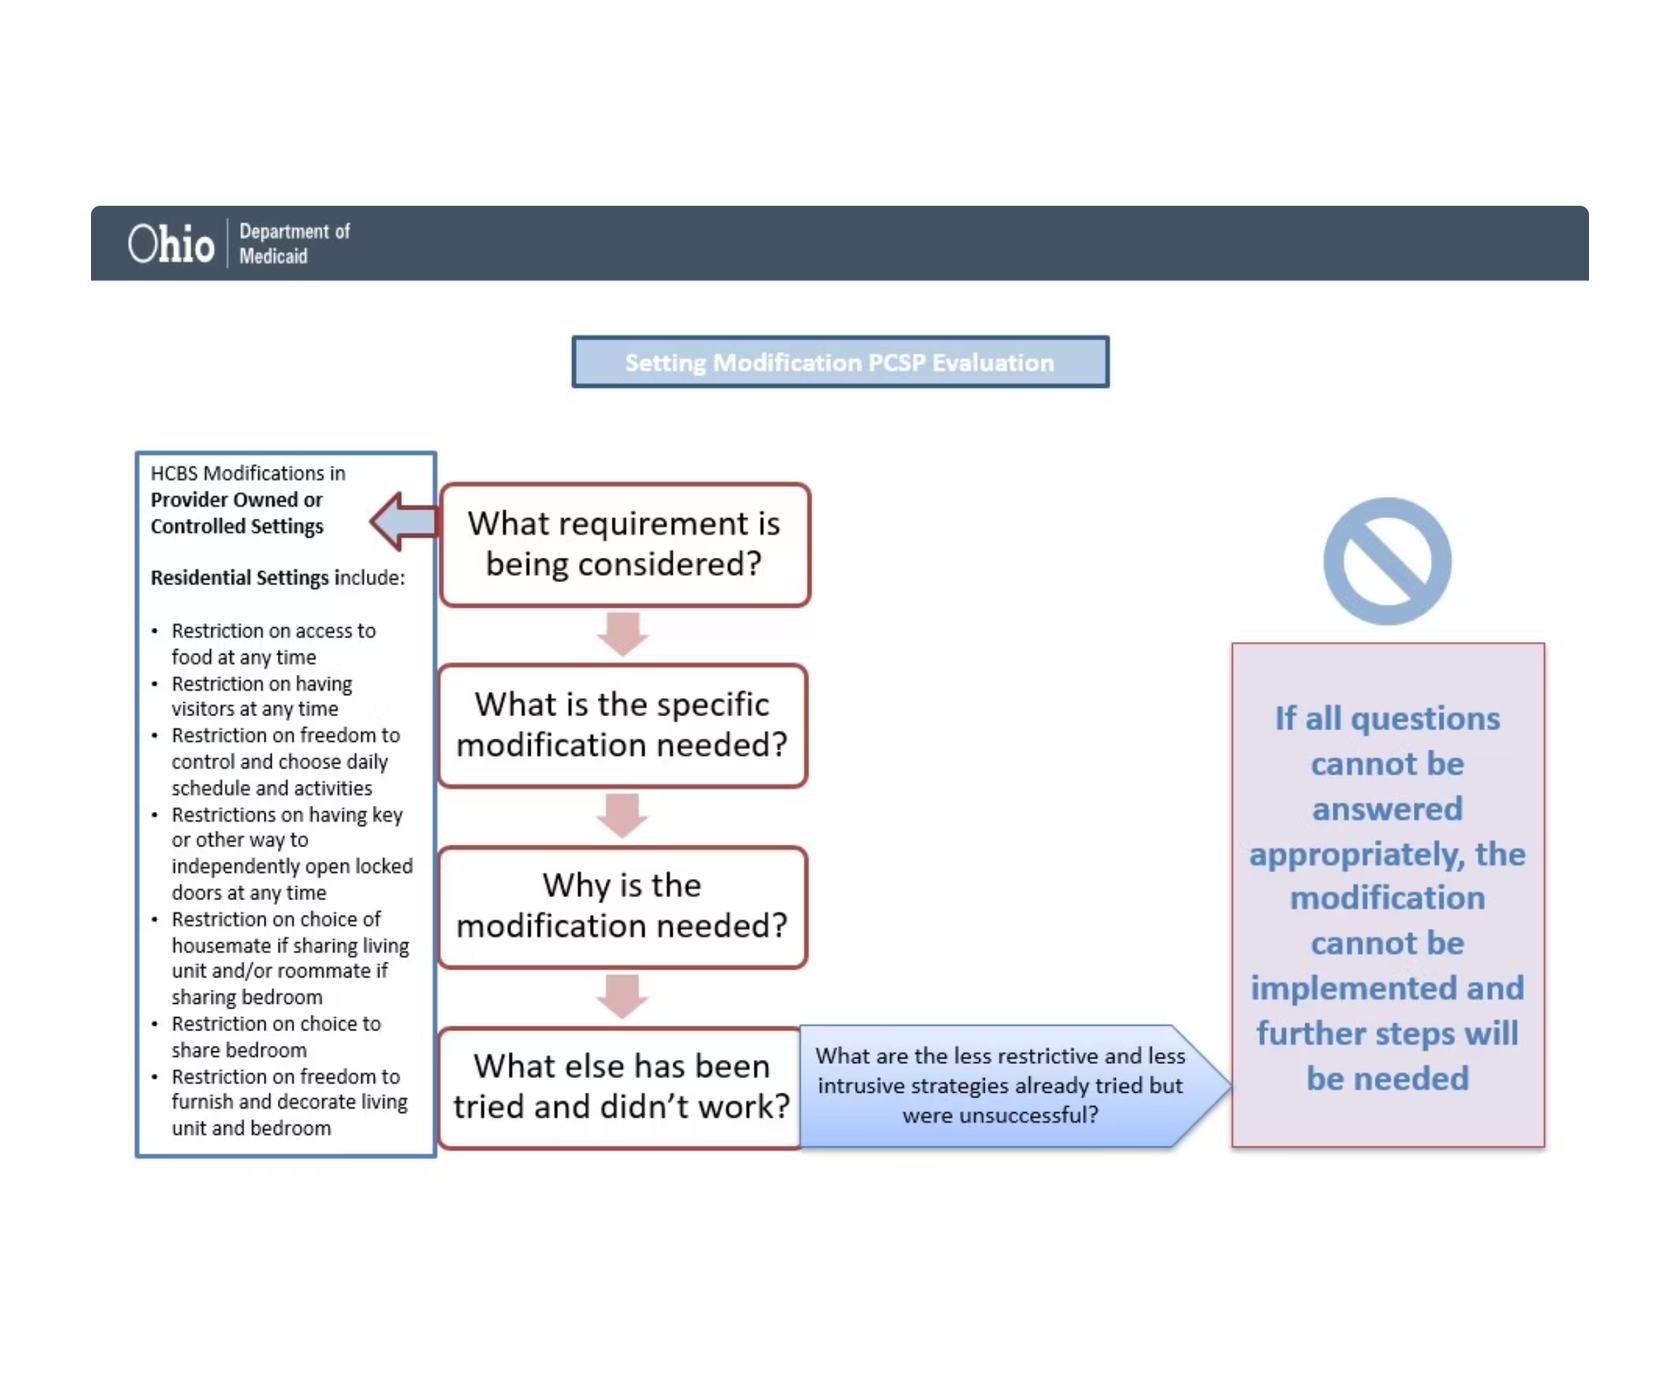 Ohio
Department of
Medicaid
Setting Modification PCSP Evaluation
HCBS Modifications in
Provider Owned or
Controlled Settings
Residential Settings include:
• Restriction on access to
food at any time
• Restriction on having
visitors at any time
• Restriction on freedom to
control and choose daily
schedule and activities
• Restrictions on having key
or other way to
independently open locked
doors at any time
• Restriction on choice of
housemate if sharing living
unit and/or roommate if
sharing bedroom
• Restriction on choice to
share bedroom
• Restriction on freedom to
furnish and decorate living
unit and bedroom
What requirement is
being considered?
What is the specific
modification needed?
Why is the
modification needed?
What else has been
tried and didn't work?
What are the less restrictive and less
intrusive strategies already tried but
were unsuccessful?
If all questions
cannot be
answered
appropriately, the
modification
cannot be
implemented and
further steps will
be needed